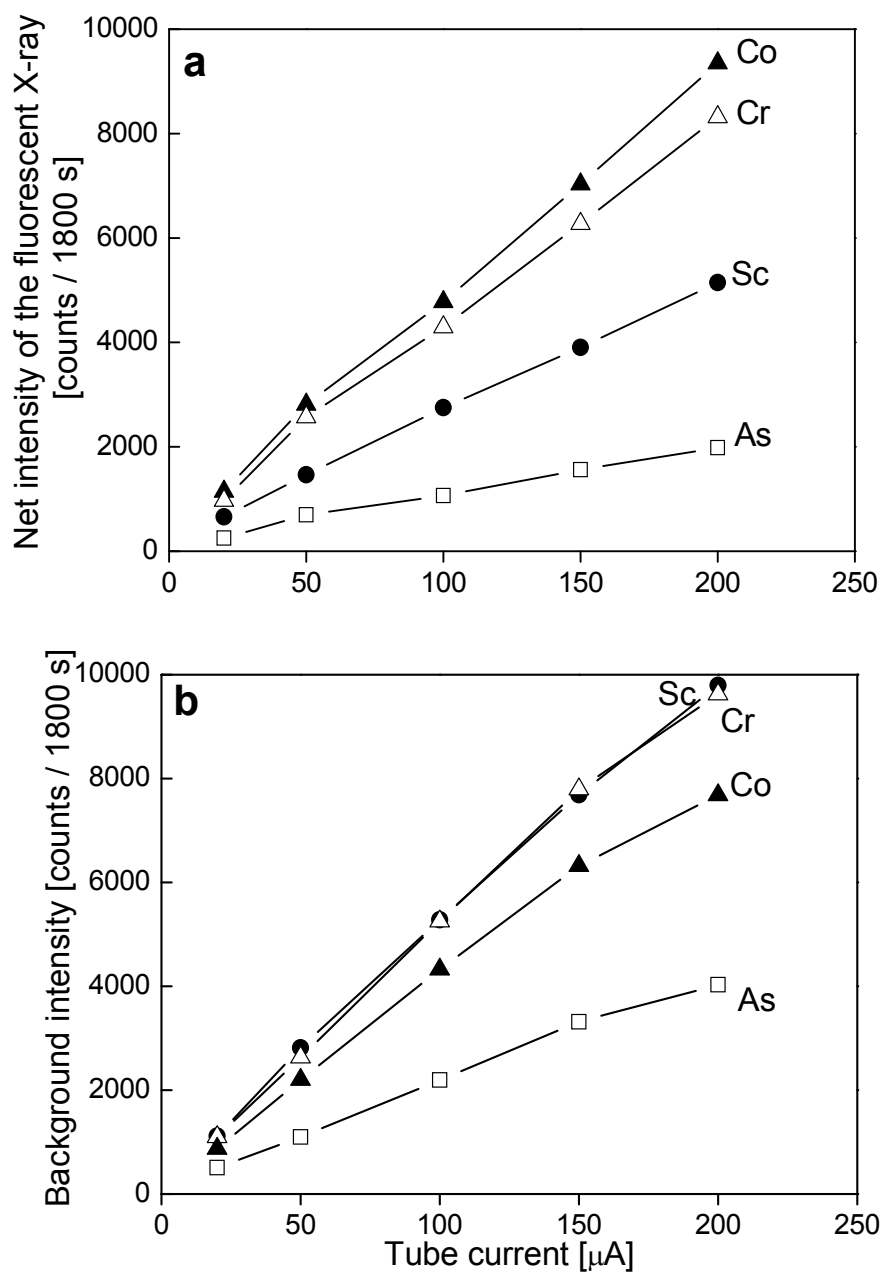 a
Net intensity of the fluorescent X-ray
[counts / 1800 s]
10000
8000
6000
4000
2000
0
Co
Cr
Sc
As
0 50 100 150 200 250
b
Background intensity [counts / 1800 s]
10000
8000
6000
4000
2000
0
Sc
Cr
Co
As
0 50 100 150 200 250
Tube current [μA]